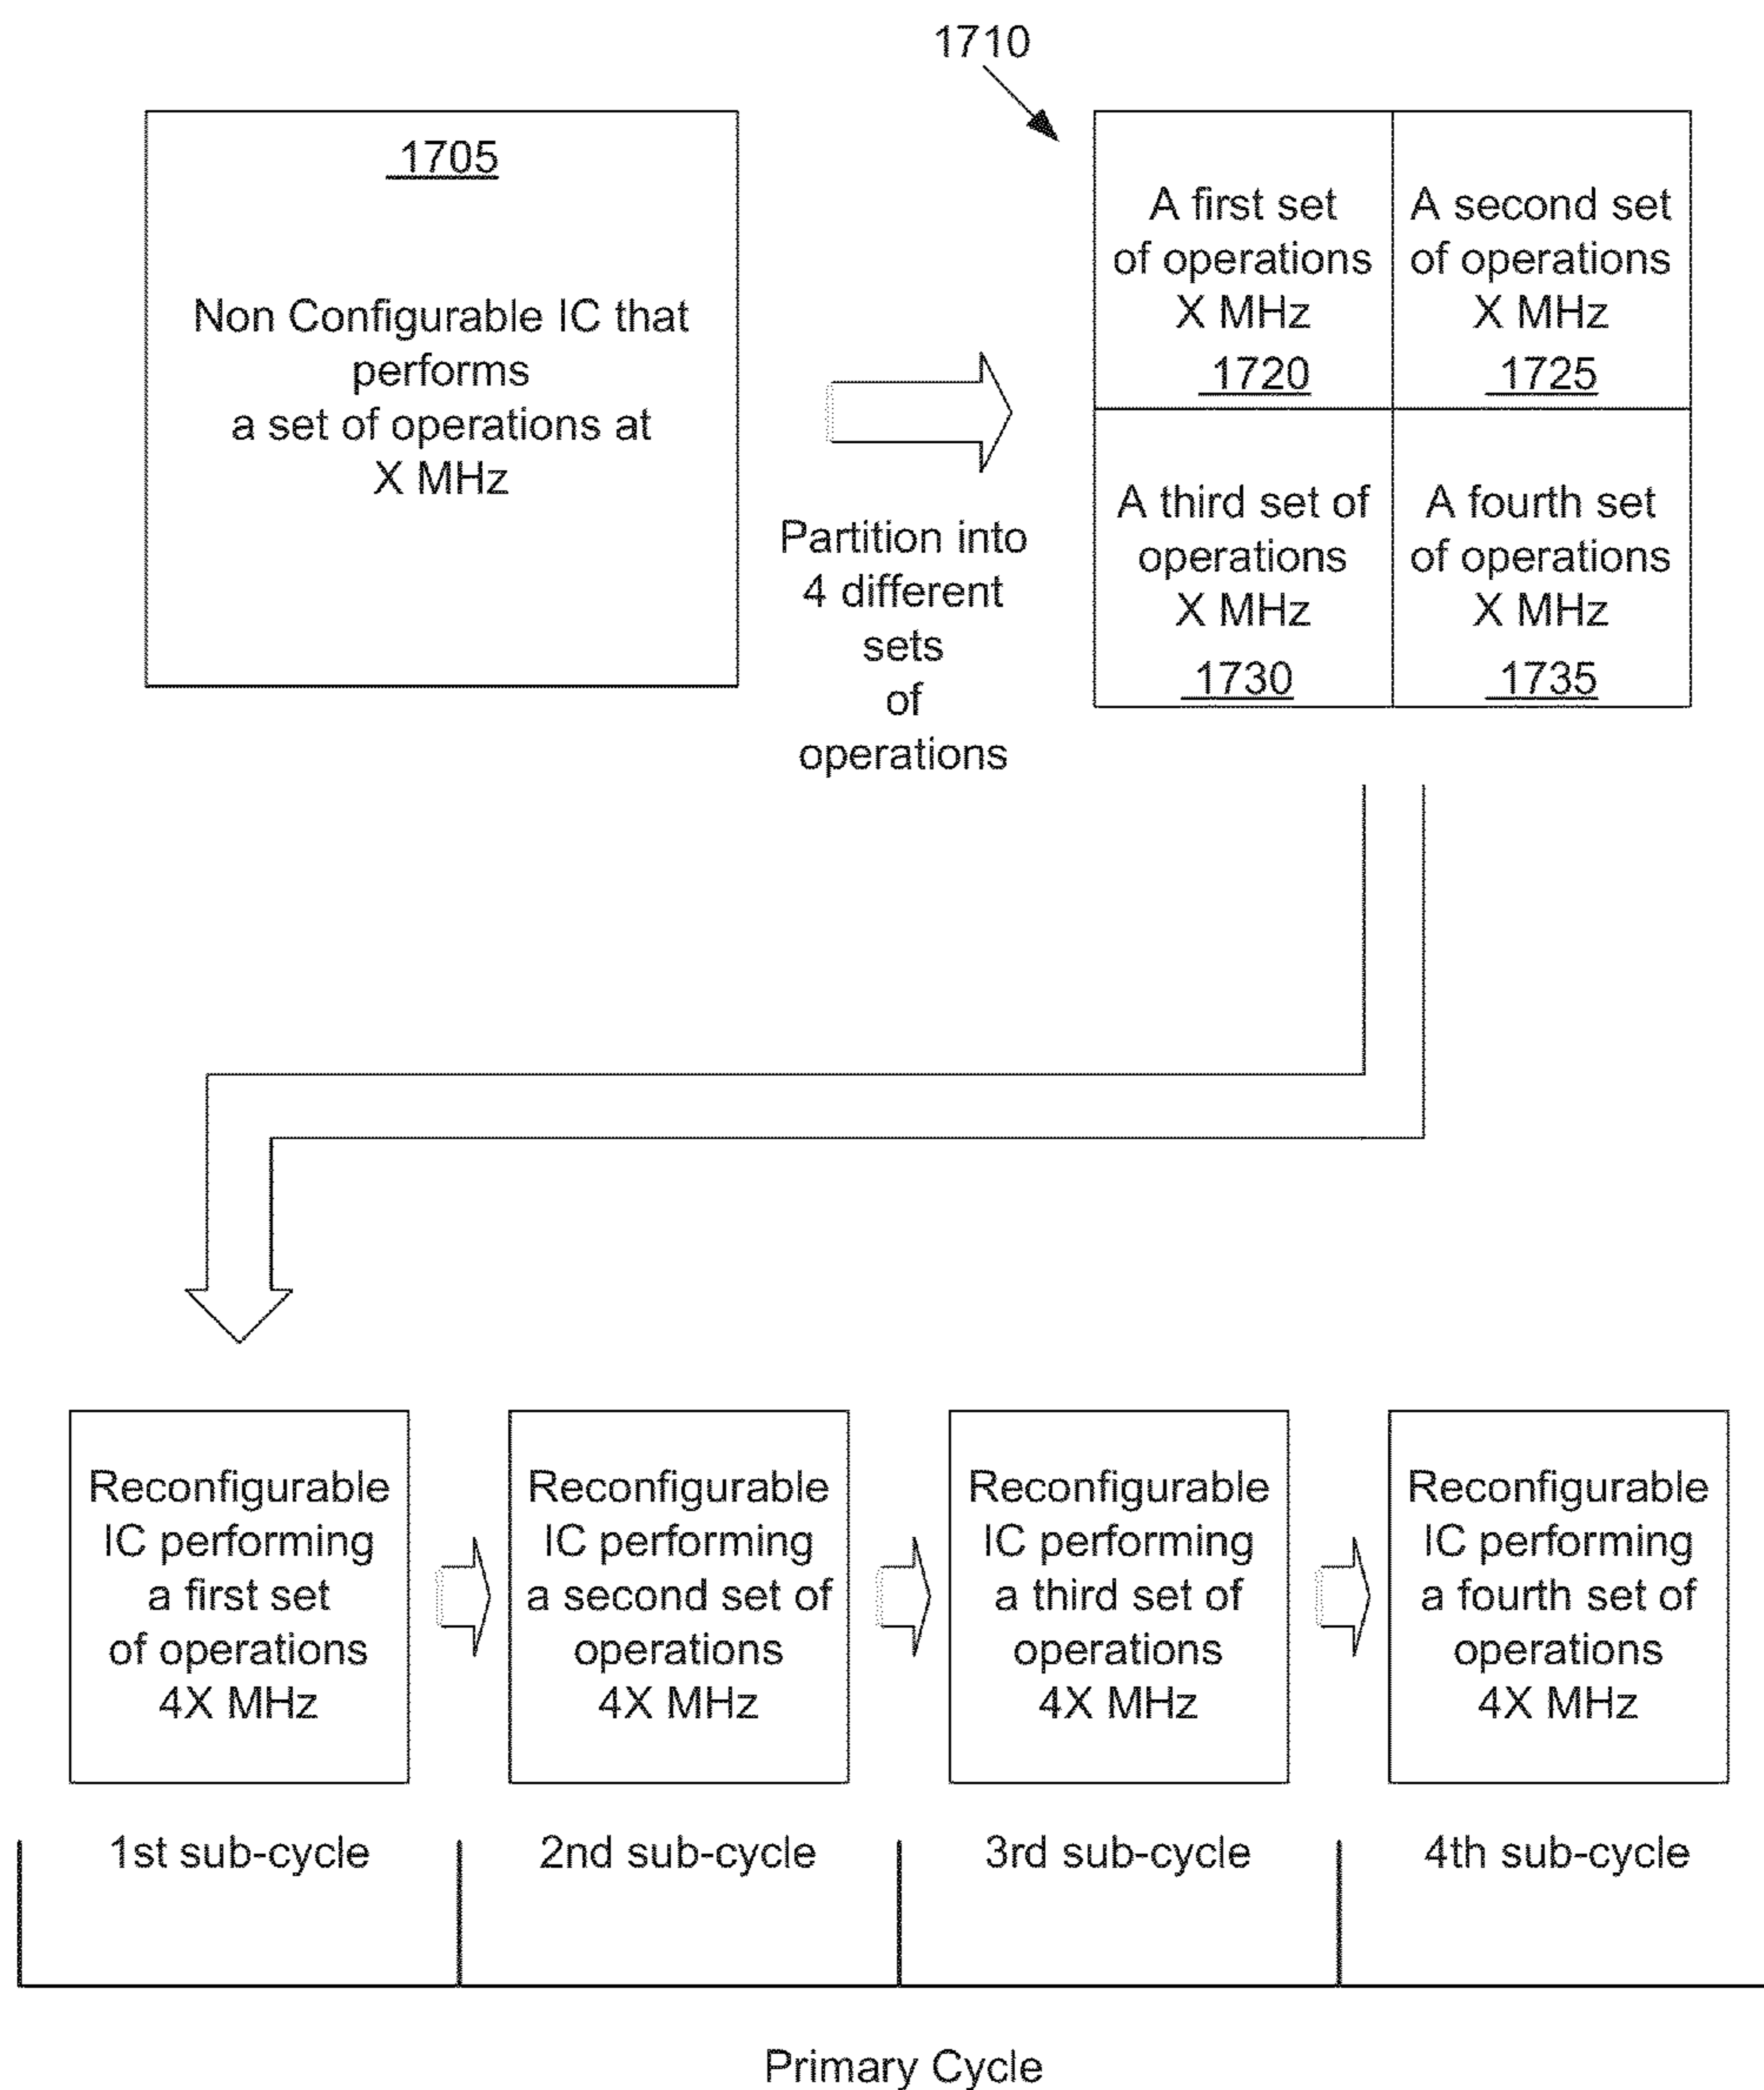 1710
1705
Non Configurable IC that
performs
a set of operations at
X MHz
Partition into
4 different
sets
of
operations
A first set
of operations
X MHz
1720
A second set
of operations
X MHz
1725
A third set of
operations
X MHz
1730
A fourth set
of operations
X MHz
1735
Reconfigurable
IC performing
a first set
of operations
4X MHz
Reconfigurable
IC performing
a second set of
operations
4X MHz
Reconfigurable
IC performing
a third set of
operations
4X MHz
Reconfigurable
IC performing
a fourth set of
operations
4X MHz
1st sub-cycle
2nd sub-cycle
3rd sub-cycle
4th sub-cycle
Primary Cycle